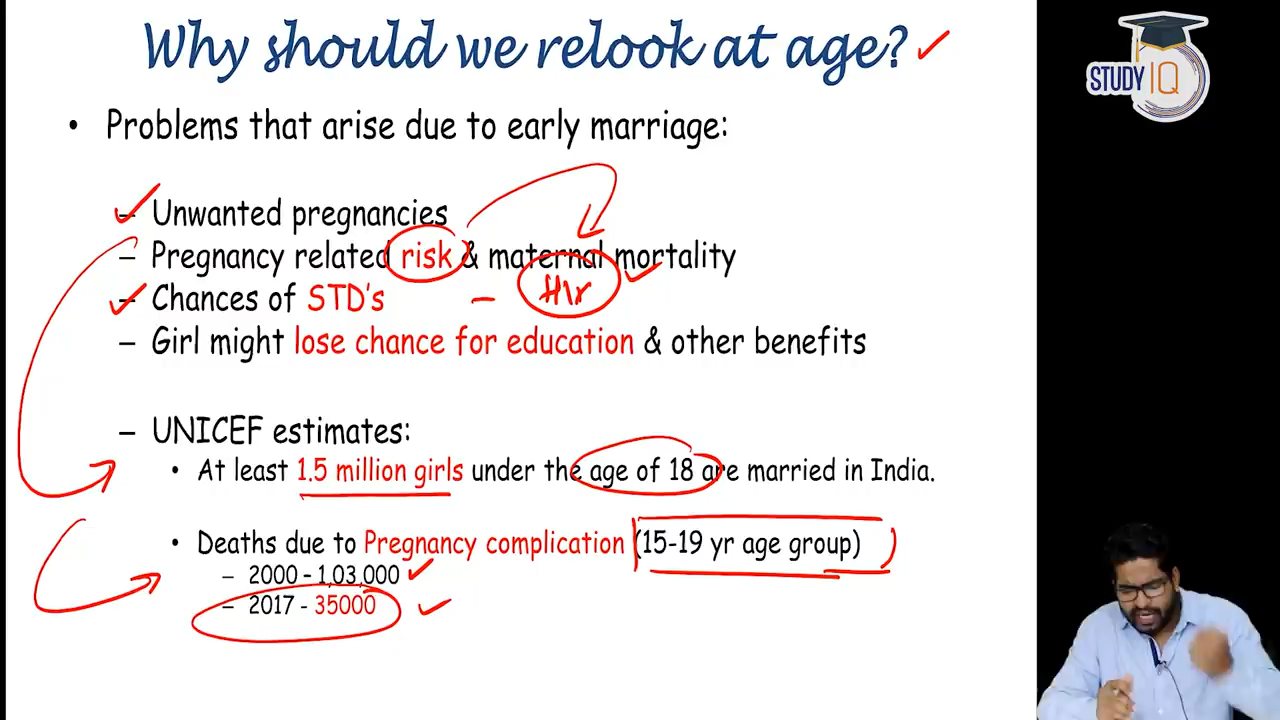 Why should we relook at age?
STUDY IQ
• Problems that arise due to early marriage:
– Unwanted pregnancies
– Pregnancy related risk & maternal mortality
– Chances of STD's –
– Girl might lose chance for education & other benefits
– UNICEF estimates:
• At least 1.5 million girls under the age of 18 are married in India.
• Deaths due to Pregnancy complication (15-19 yr age group)
– 2000 – 1,03,000
– 2017 - 35000